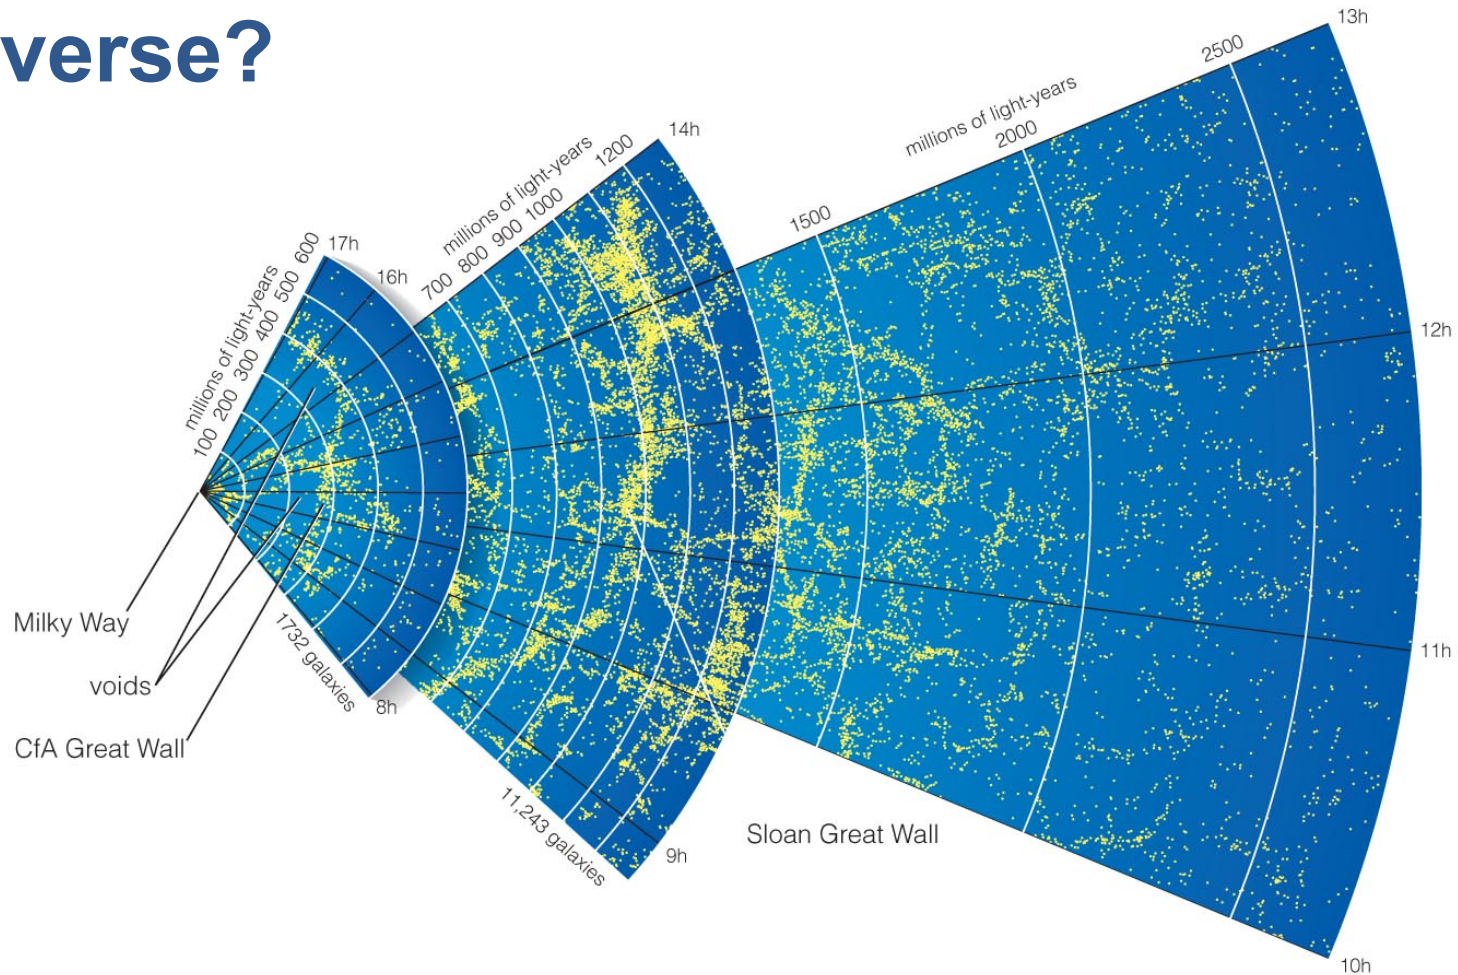 verse?
13h
2500
millions of light-years
2000
1500
12h
11h
10h
14h
millions of light-years
1200
1000
900
800
700
11,243 galaxies
9h
17h
16h
millions of light-years
600
500
400
300
200
100
1732 galaxies
8h
Milky Way
voids
CfA Great Wall
Sloan Great Wall